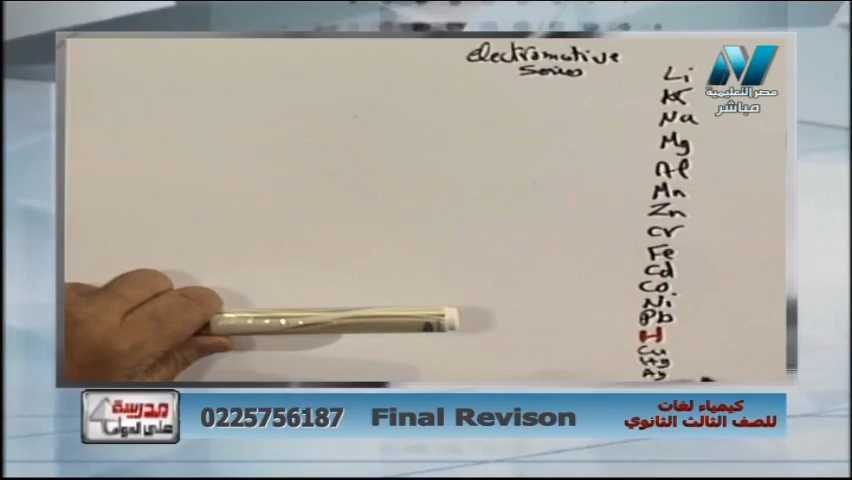 Electromotive
Series
Li
K
Na
Mg
Al
Mn
Zn
Cr
Fe
Cd
Co
Ni
Pb
مصر التعليمية
مباشر
مدرسة
على الهواء
0225756187
Final Revison
كيمياء لغات
للصف الثالث الثانوي